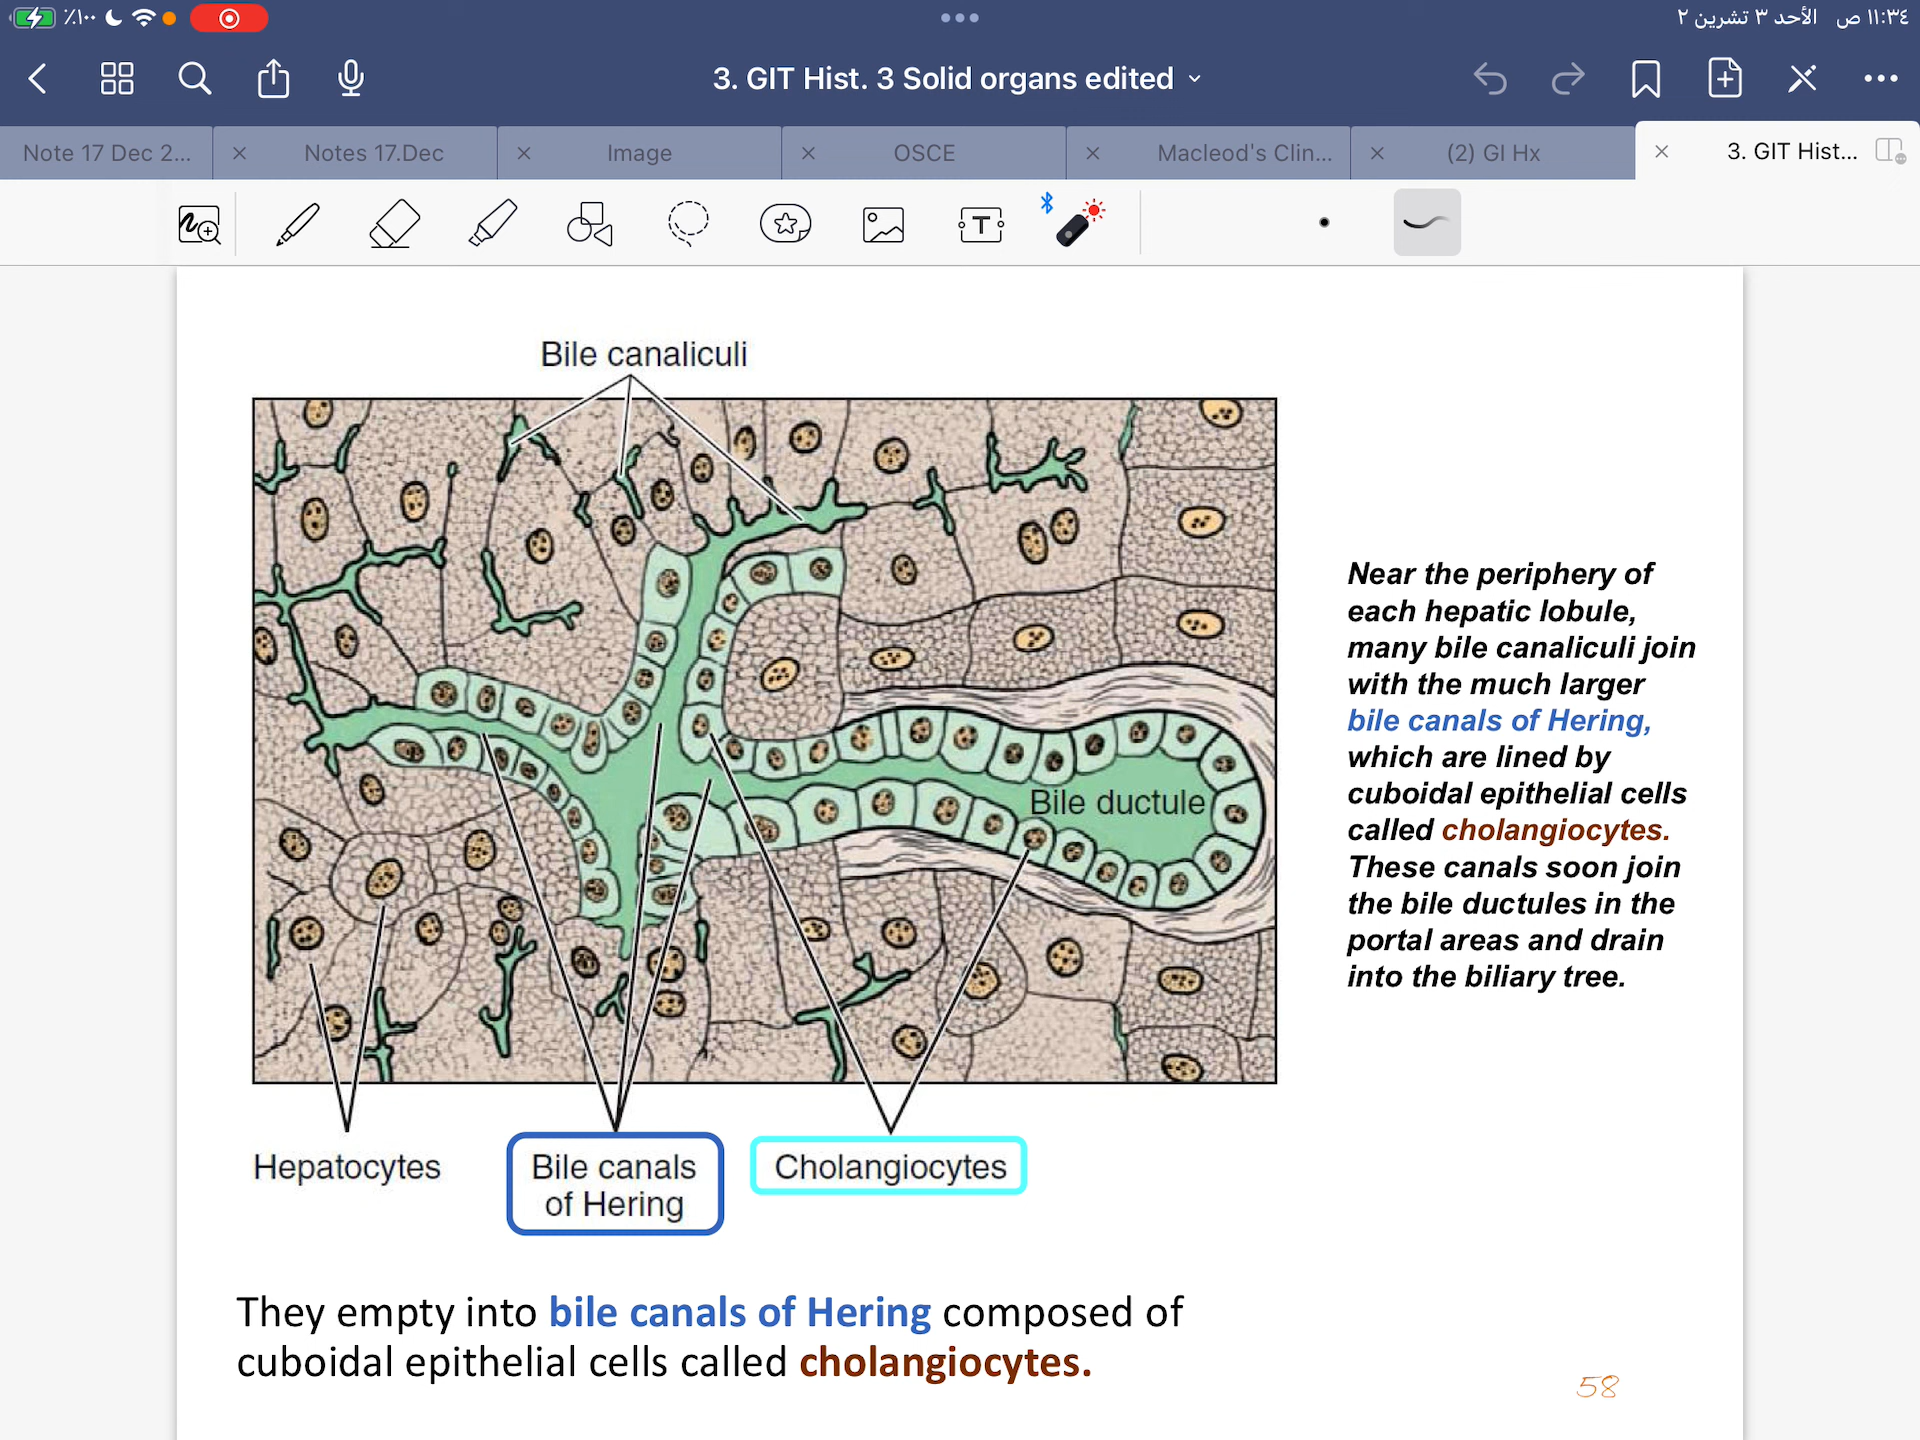 ٪١٠٠
١١:٣٤ ص الأحد ٣ تشرين ٢
3. GIT Hist. 3 Solid organs edited
Note 17 Dec 2...
Notes 17.Dec
Image
OSCE
Macleod's Clin...
(2) GI Hx
3. GIT Hist...
T
Bile canaliculi
Bile ductule
Hepatocytes
Bile canals
of Hering
Cholangiocytes
Near the periphery of
each hepatic lobule,
many bile canaliculi join
with the much larger
bile canals of Hering,
which are lined by
cuboidal epithelial cells
called cholangiocytes.
These canals soon join
the bile ductules in the
portal areas and drain
into the biliary tree.
They empty into bile canals of Hering composed of
cuboidal epithelial cells called cholangiocytes.
58